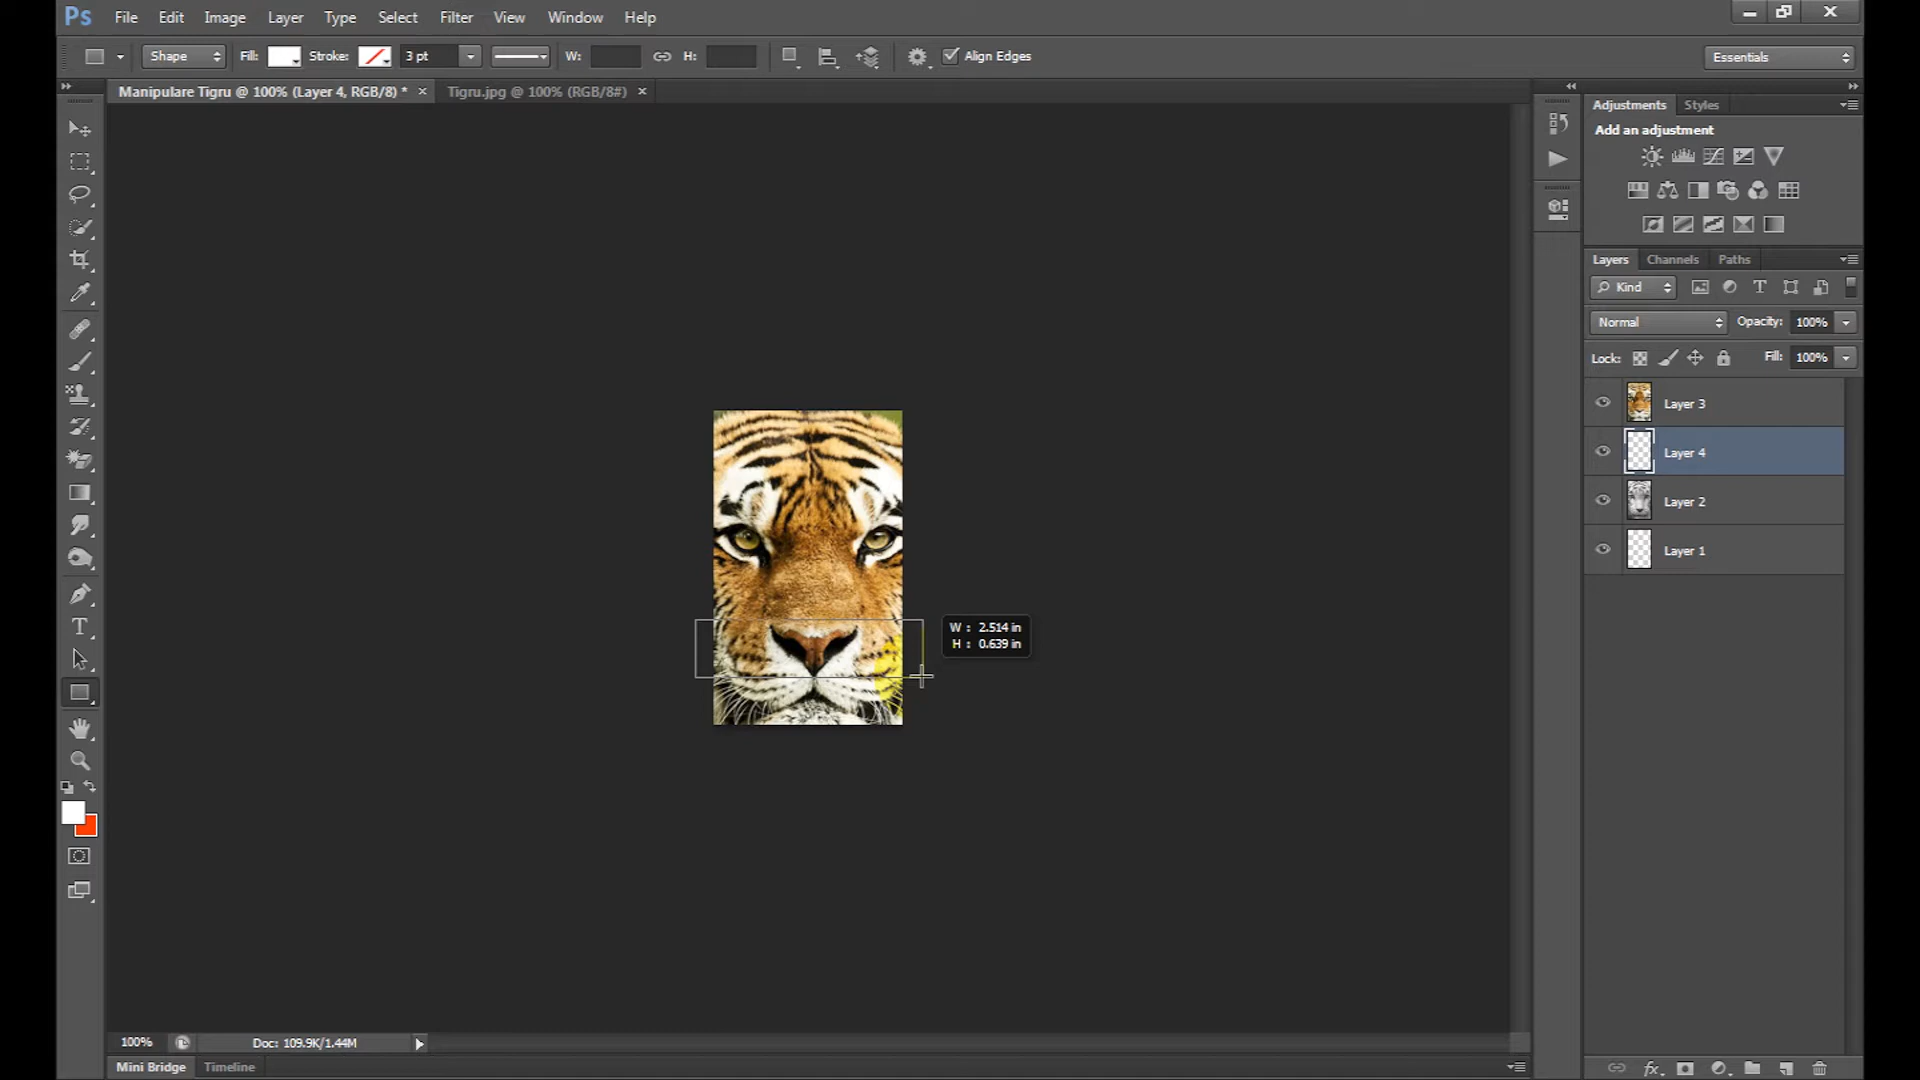 Ps File Edit Image Layer Type Select Filter View Window Help
Shape Fill: Stroke: 3 pt W: H: Align Edges Essentials
Manipulare Tigru @ 100% (Layer 4, RGB/8) * × Tigru.jpg @ 100% (RGB/8#) ×
Adjustments Styles
Add an adjustment
Layers Channels Paths
Kind
Normal Opacity: 100%
Lock: Fill: 100%
Layer 3
Layer 4
Layer 2
Layer 1
W : 2.514 in
H : 0.639 in
100% Doc: 109.9K/1.44M
Mini Bridge Timeline